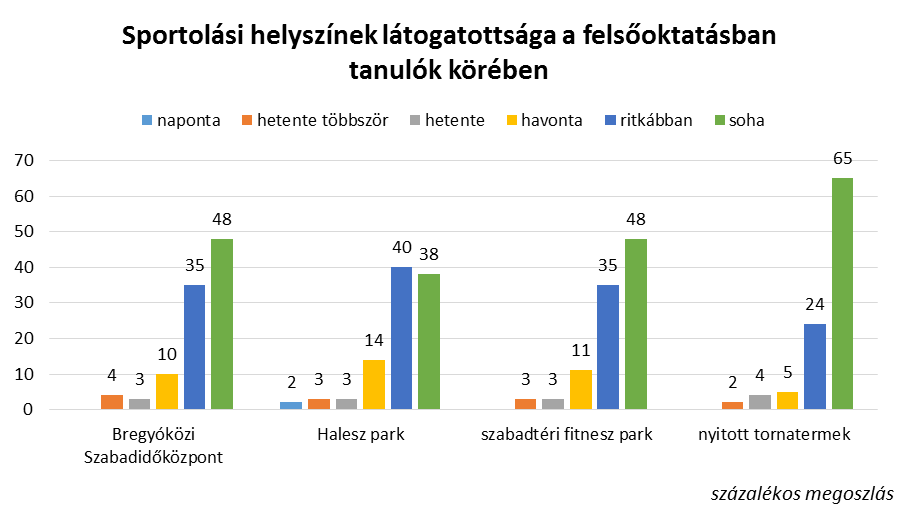 Sportolási helyszínek látogatottsága a felsőoktatásban
tanulók körében
naponta hetente többször hetente havonta ritkábban soha
70
60
50
40
30
20
10
0
4 3 10 35 48
2 3 3 14 40 38
3 3 11 35 48
2 4 5 24 65
Bregyóközi
Szabadidőközpont
Halesz park
szabadtéri fitnesz park
nyitott tornatermek
százalékos megoszlás